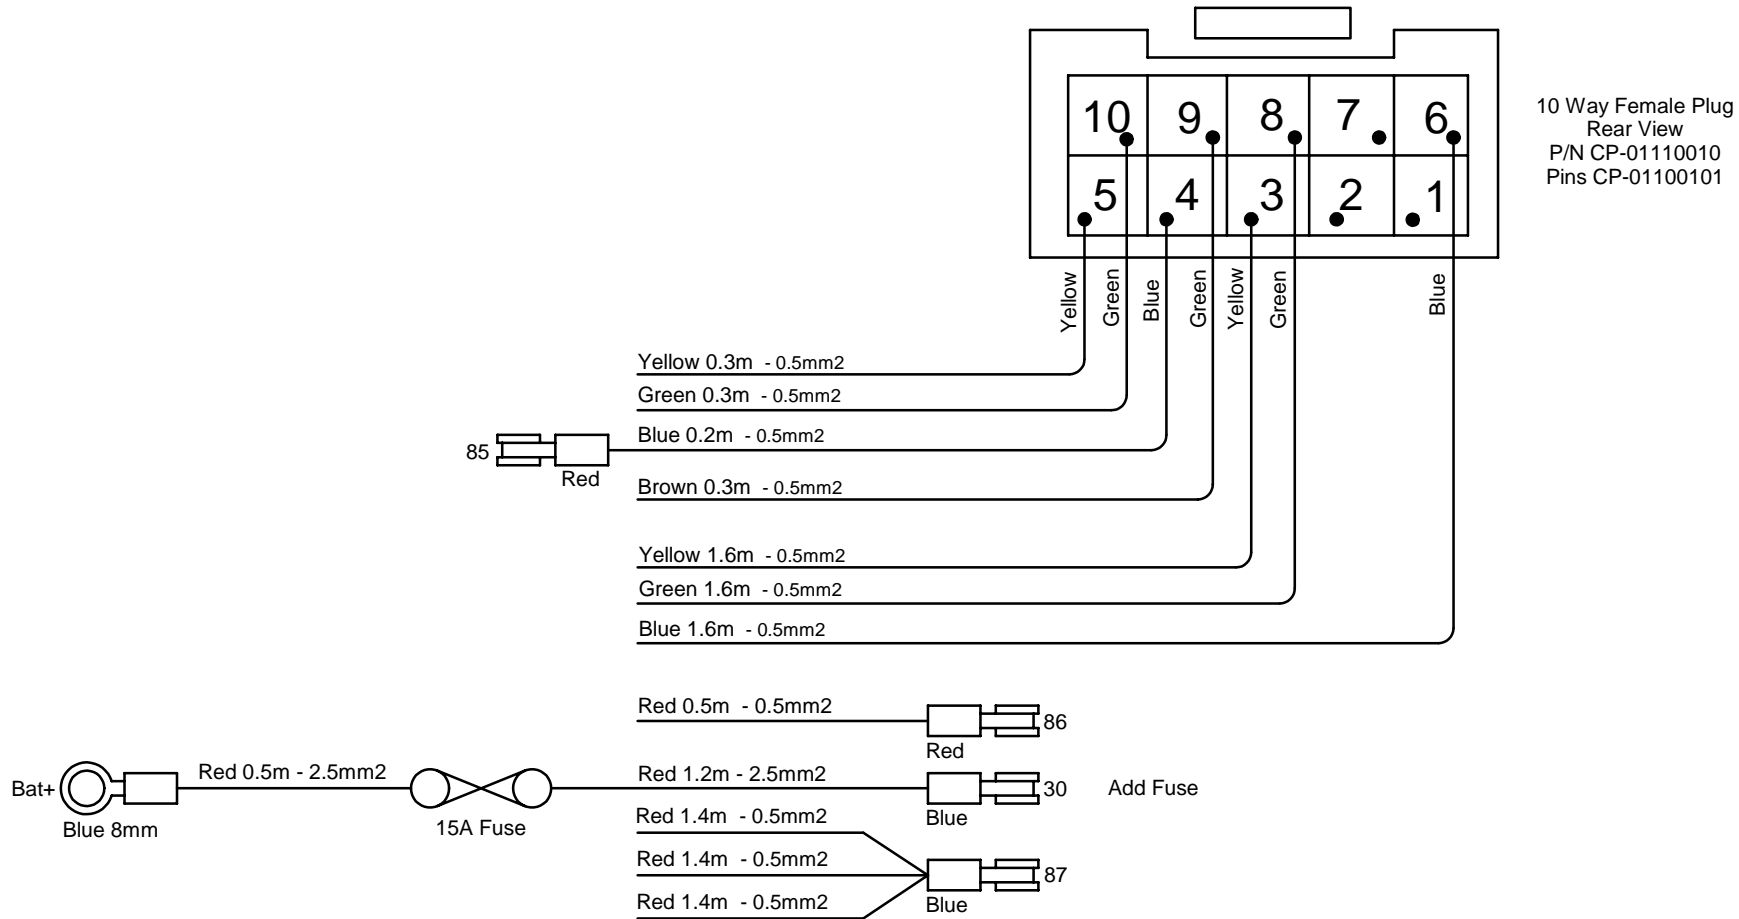 10 9 8 7 6
5 4 3 2 1
10 Way Female Plug
Rear View
P/N CP-01110010
Pins CP-01100101
Yellow
Green
Blue
Green
Yellow
Green
Blue
Yellow 0.3m - 0.5mm2
Green 0.3m - 0.5mm2
Blue 0.2m - 0.5mm2
85
Red
Brown 0.3m - 0.5mm2
Yellow 1.6m - 0.5mm2
Green 1.6m - 0.5mm2
Blue 1.6m - 0.5mm2
Red 0.5m - 0.5mm2
86
Red
Bat+
Red 0.5m - 2.5mm2
Red 1.2m - 2.5mm2
30
Add Fuse
Blue 8mm
15A Fuse
Blue
Red 1.4m - 0.5mm2
Red 1.4m - 0.5mm2
87
Red 1.4m - 0.5mm2
Blue